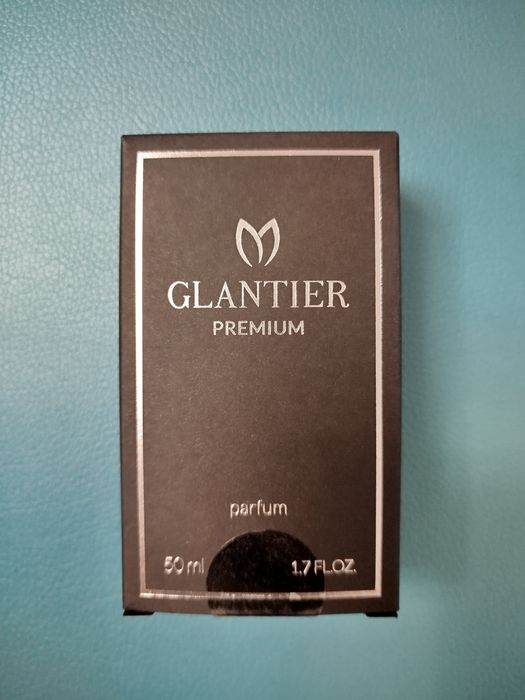 GLANTIER
PREMIUM
parfum
50 ml 1.7 FL.OZ.